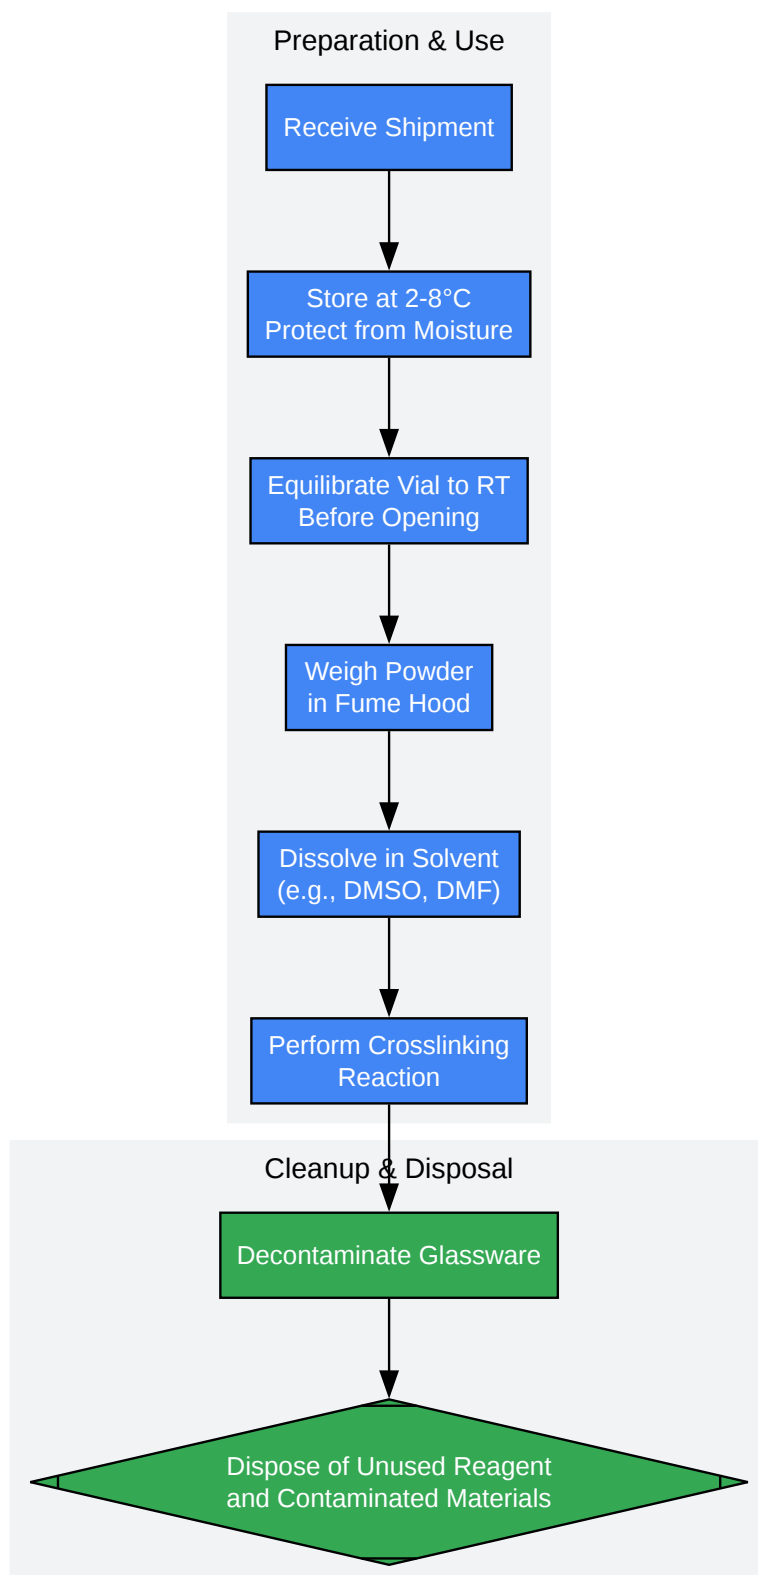 Preparation & Use
Receive Shipment
Store at 2-8°C
Protect from Moisture
Equilibrate Vial to RT
Before Opening
Weigh Powder
in Fume Hood
Dissolve in Solvent
(e.g., DMSO, DMF)
Perform Crosslinking
Reaction
Cleanup & Disposal
Decontaminate Glassware
Dispose of Unused Reagent
and Contaminated Materials